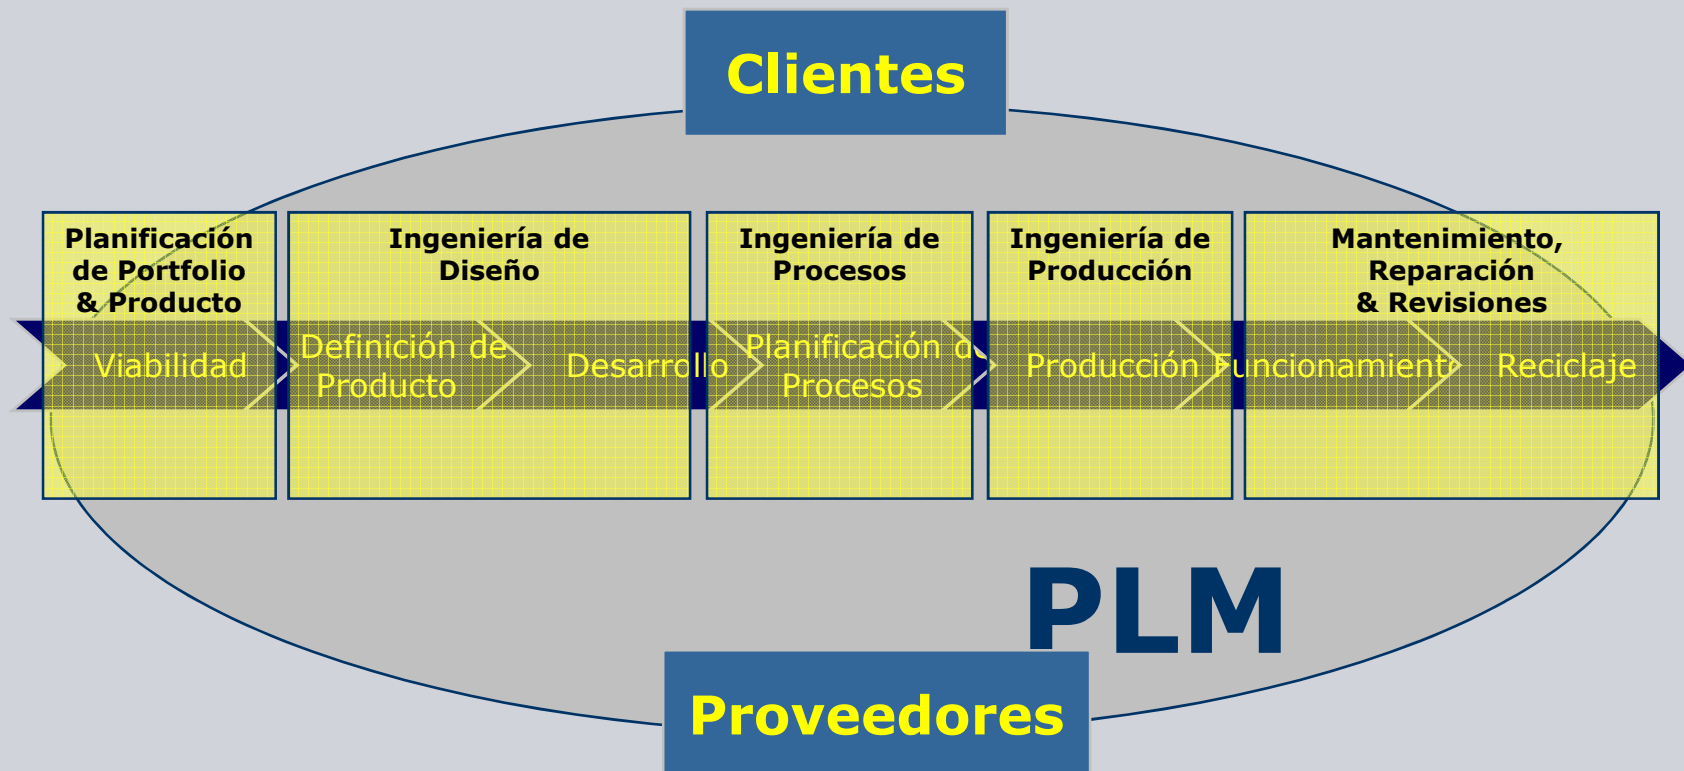 Clientes
Planificación
de Portfolio
& Producto
Ingeniería de
Diseño
Ingeniería de
Procesos
Ingeniería de
Producción
Mantenimiento,
Reparación
& Revisiones
Viabilidad
Definición de
Producto
Desarrollo
Planificación de
Procesos
Producción
Funcionamiento
Reciclaje
PLM
Proveedores